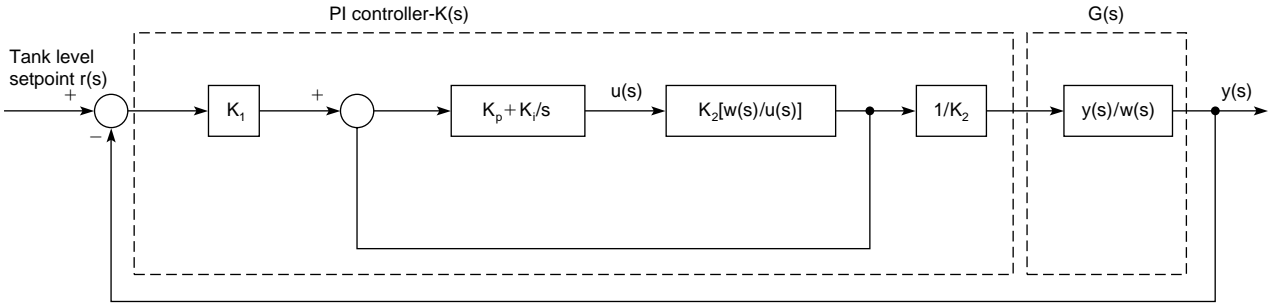 PI controller-K(s)
G(s)
Tank level
setpoint r(s)
+
−
K₁
+
Kₚ+Kᵢ/s
u(s)
K₂[w(s)/u(s)]
1/K₂
y(s)/w(s)
y(s)